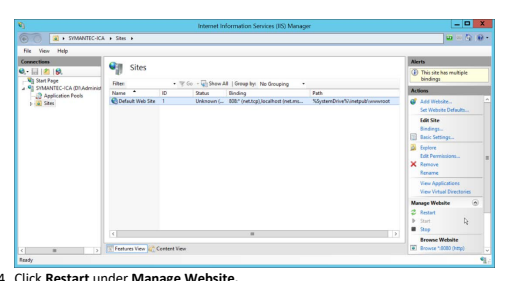 Internet Information Services (IIS) Manager
SYMANTEC-ICA ▸ Sites ▸
File View Help
Connections
Start Page
SYMANTEC-ICA (D1\Administ
Application Pools
Sites
Sites
Filter: Go Show All Group by: No Grouping
Name ID Status Binding Path
Default Web Site 1 Unknown (... 808:* (net.tcp),localhost (net.ms... %SystemDrive%\inetpub\wwwroot
Features View Content View
Alerts
This site has multiple
bindings
Actions
Add Website...
Set Website Defaults...
Edit Site
Bindings...
Basic Settings...
Explore
Edit Permissions...
Remove
Rename
View Applications
View Virtual Directories
Manage Website
Restart
Start
Stop
Browse Website
Browse *:8080 (http)
Ready
4. Click Restart under Manage Website.